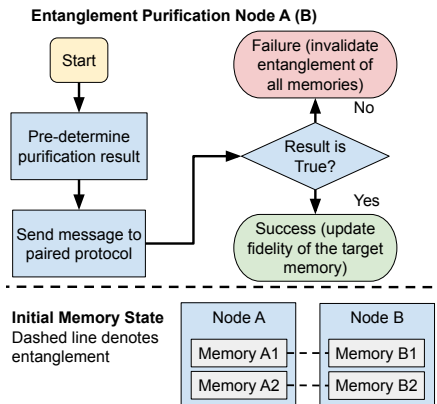 Entanglement Purification Node A (B)
Start
Pre-determine
purification result
Send message to
paired protocol
Failure (invalidate
entanglement of
all memories)
No
Result is
True?
Yes
Success (update
fidelity of the target
memory)
Initial Memory State
Dashed line denotes
entanglement
Node A
Memory A1
Memory A2
Node B
Memory B1
Memory B2